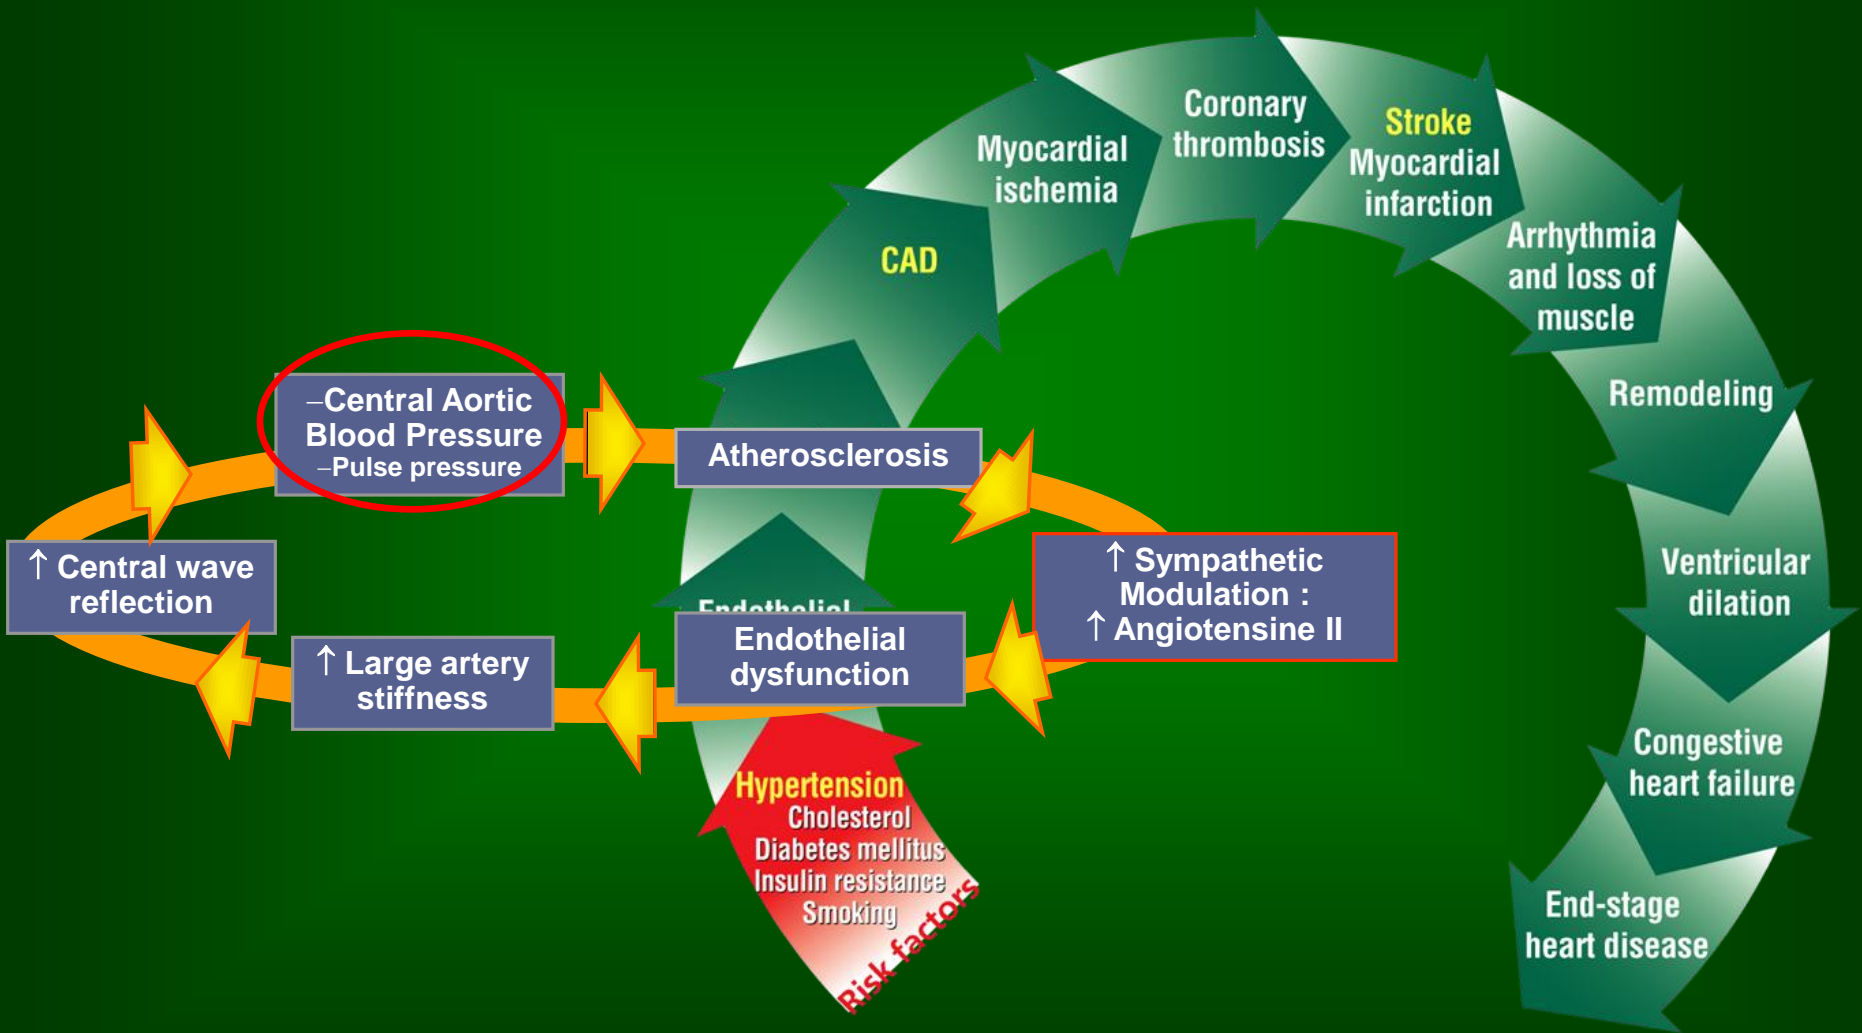 Coronary
thrombosis
Stroke
Myocardial
infarction
Myocardial
ischemia
Arrhythmia
and loss of
muscle
CAD
Remodeling
–Central Aortic
Blood Pressure
–Pulse pressure
Atherosclerosis
↑ Central wave
reflection
↑ Sympathetic
Modulation :
↑ Angiotensine II
Ventricular
dilation
Endothelial
Endothelial
dysfunction
↑ Large artery
stiffness
Congestive
heart failure
Hypertension
Cholesterol
Diabetes mellitus
Insulin resistance
Smoking
Risk factors
End-stage
heart disease